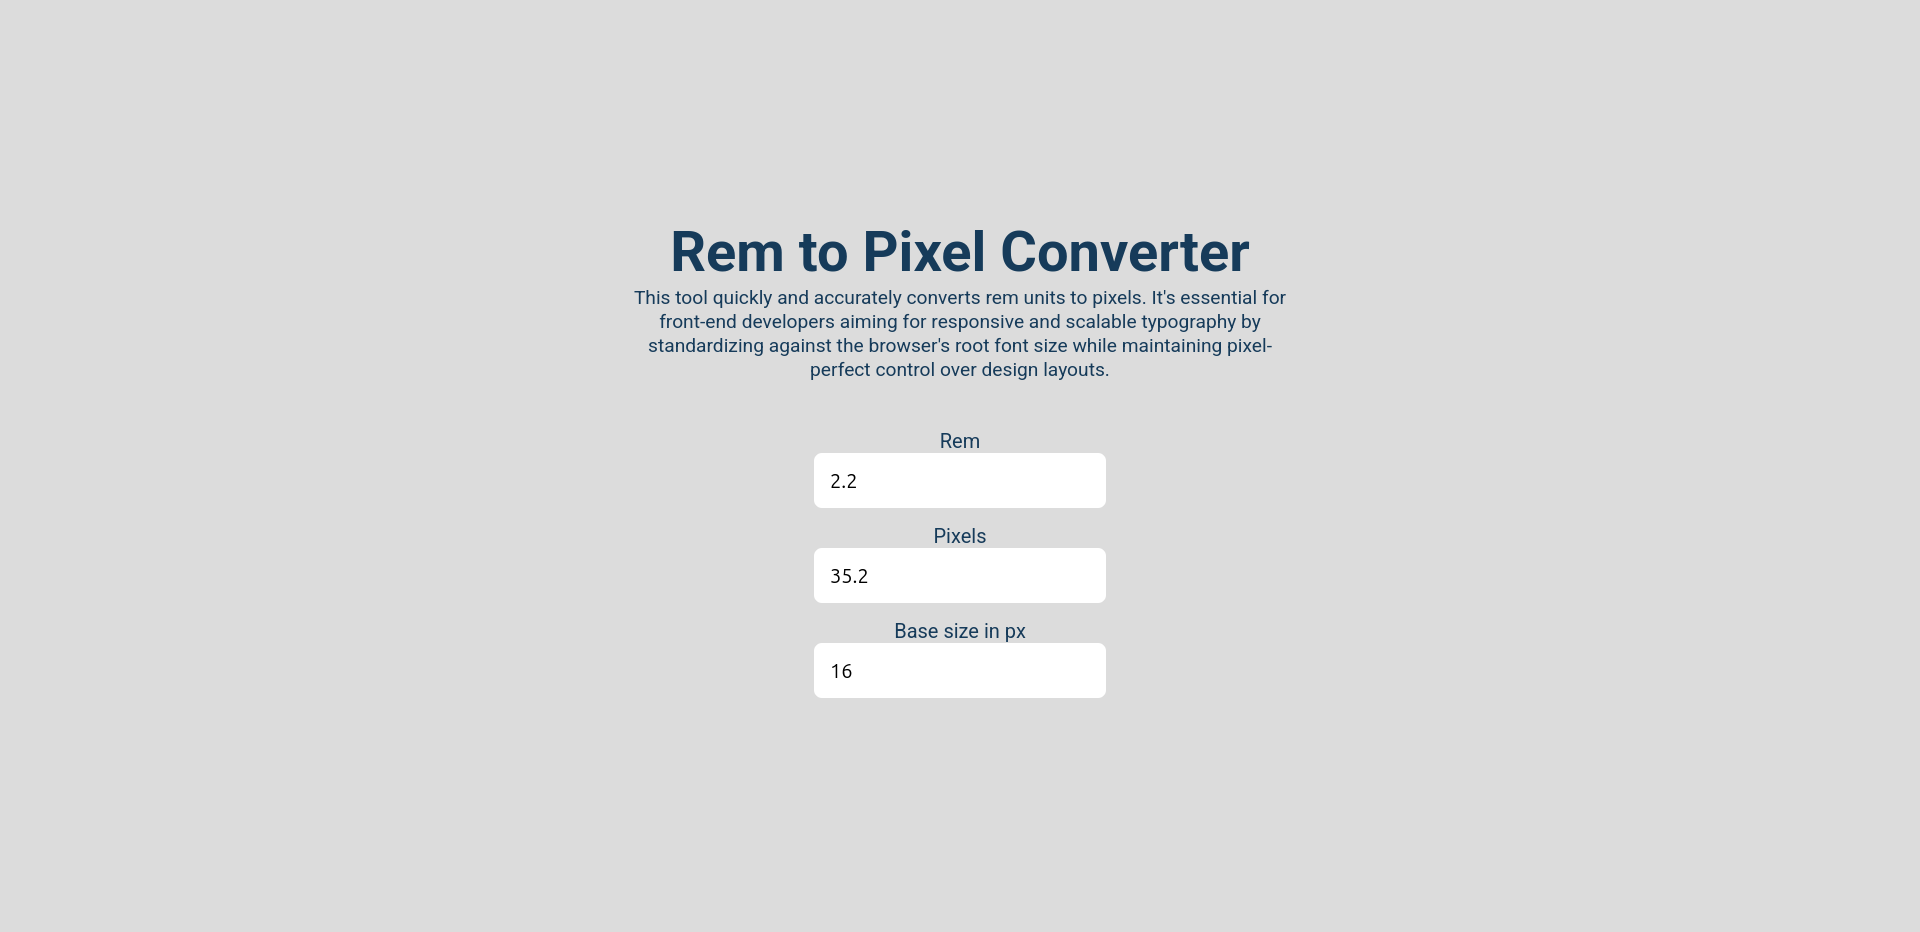 Rem to Pixel Converter
This tool quickly and accurately converts rem units to pixels. It's essential for
front-end developers aiming for responsive and scalable typography by
standardizing against the browser's root font size while maintaining pixel-
perfect control over design layouts.
Rem
2.2
Pixels
35.2
Base size in px
16